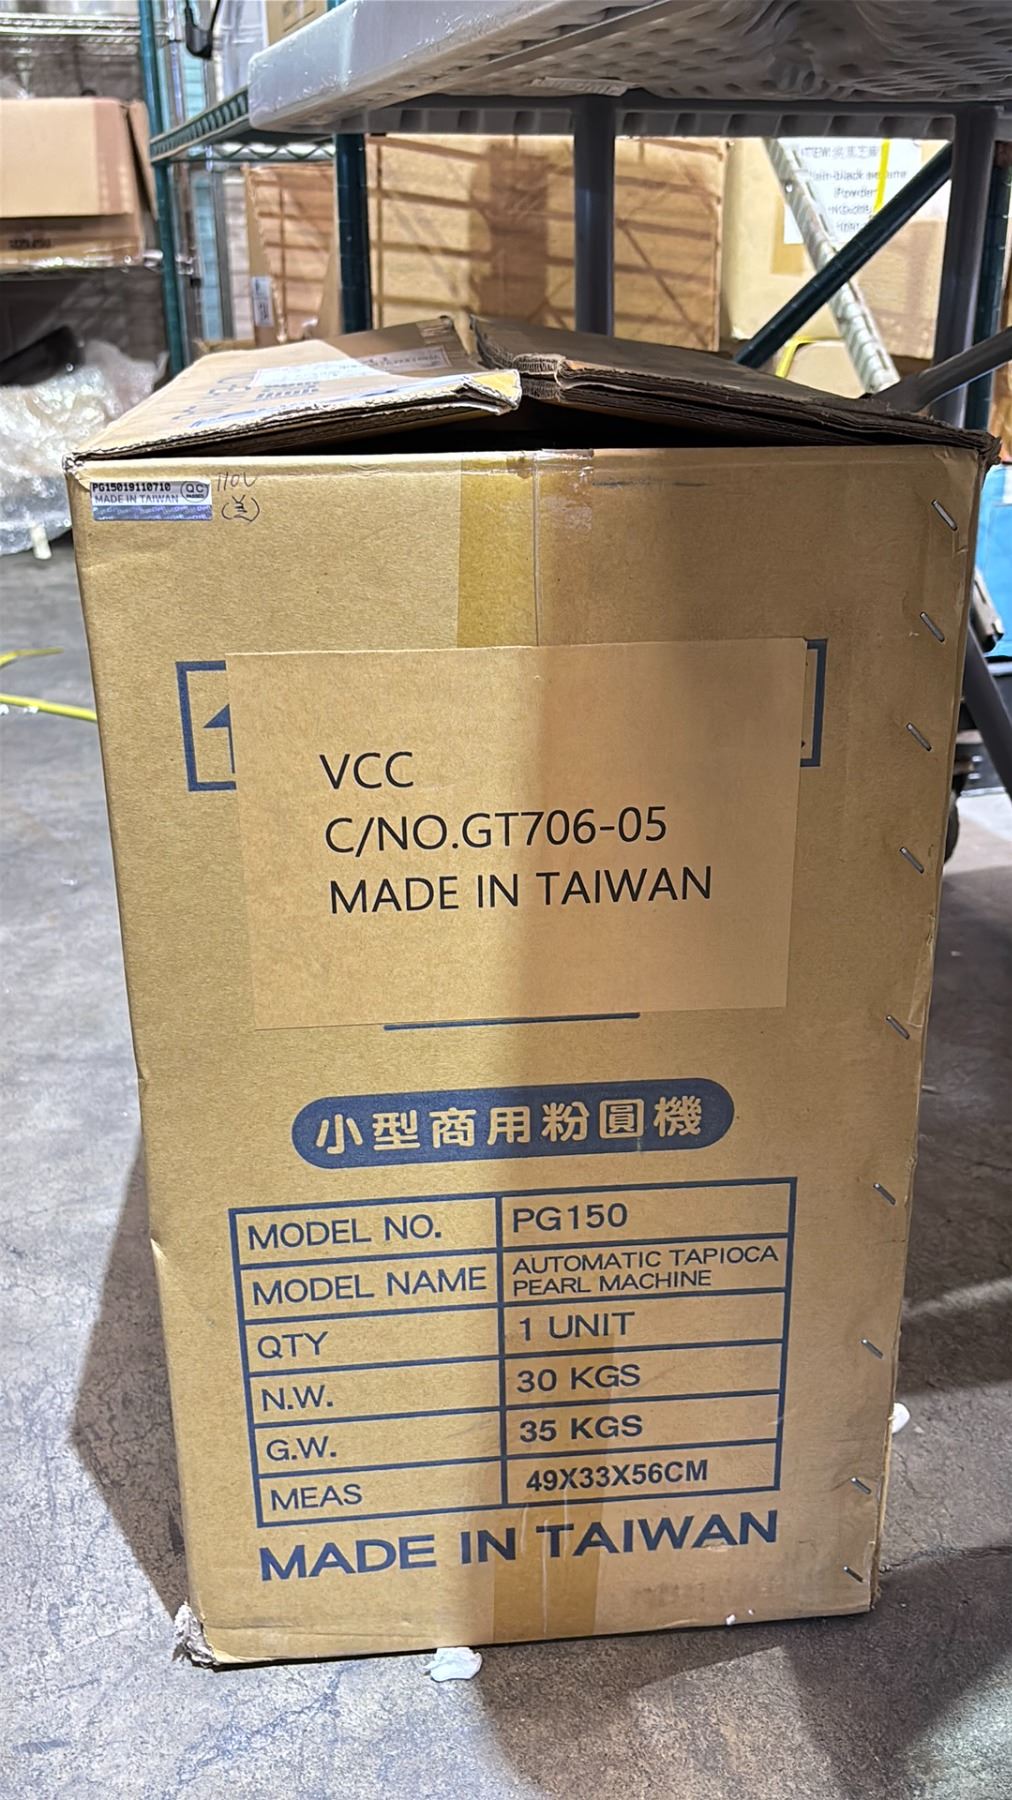 Powder
PG15019110710
QC
PASSED
MADE IN TAIWAN
110V
VCC
C/NO.GT706-05
MADE IN TAIWAN
小型商用粉圓機
MODEL NO. PG150
MODEL NAME AUTOMATIC TAPIOCA
PEARL MACHINE
QTY 1 UNIT
N.W. 30 KGS
G.W. 35 KGS
MEAS 49X33X56CM
MADE IN TAIWAN